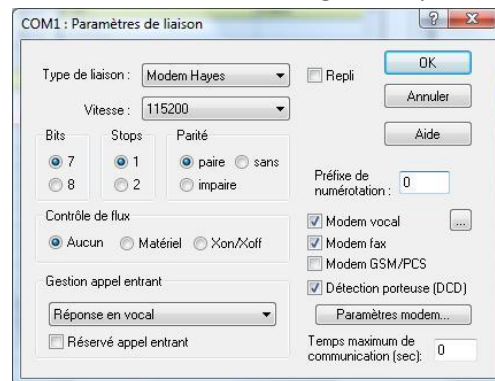 COM1 : Paramètres de liaison
Type de liaison : Modem Hayes
Repli
OK
Vitesse : 115200
Annuler
Aide
Bits
Stops
Parité
7
1
paire
sans
8
2
impaire
Préfixe de
numérotation : 0
Contrôle de flux
Aucun
Matériel
Xon/Xoff
Modem vocal
...
Modem fax
Modem GSM/PCS
Détection porteuse (DCD)
Gestion appel entrant
Réponse en vocal
Paramètres modem...
Réservé appel entrant
Temps maximum de
communication (sec): 0